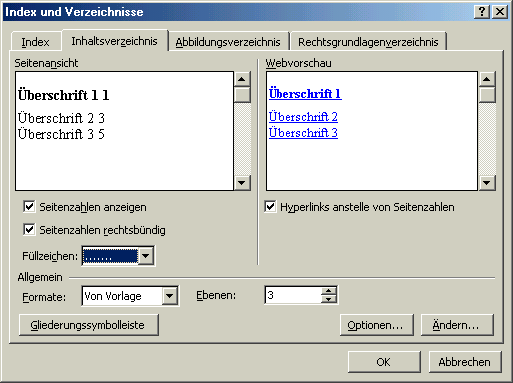 Index und Verzeichnisse
Index
Inhaltsverzeichnis
Abbildungsverzeichnis
Rechtsgrundlagenverzeichnis
Seitenansicht
Webvorschau
Überschrift 1 1
Überschrift 2 3
Überschrift 3 5
Überschrift 1
Überschrift 2
Überschrift 3
Seitenzahlen anzeigen
Hyperlinks anstelle von Seitenzahlen
Seitenzahlen rechtsbündig
Füllzeichen: .......
Allgemein
Formate: Von Vorlage
Ebenen: 3
Gliederungssymbolleiste
Optionen...
Ändern...
OK
Abbrechen